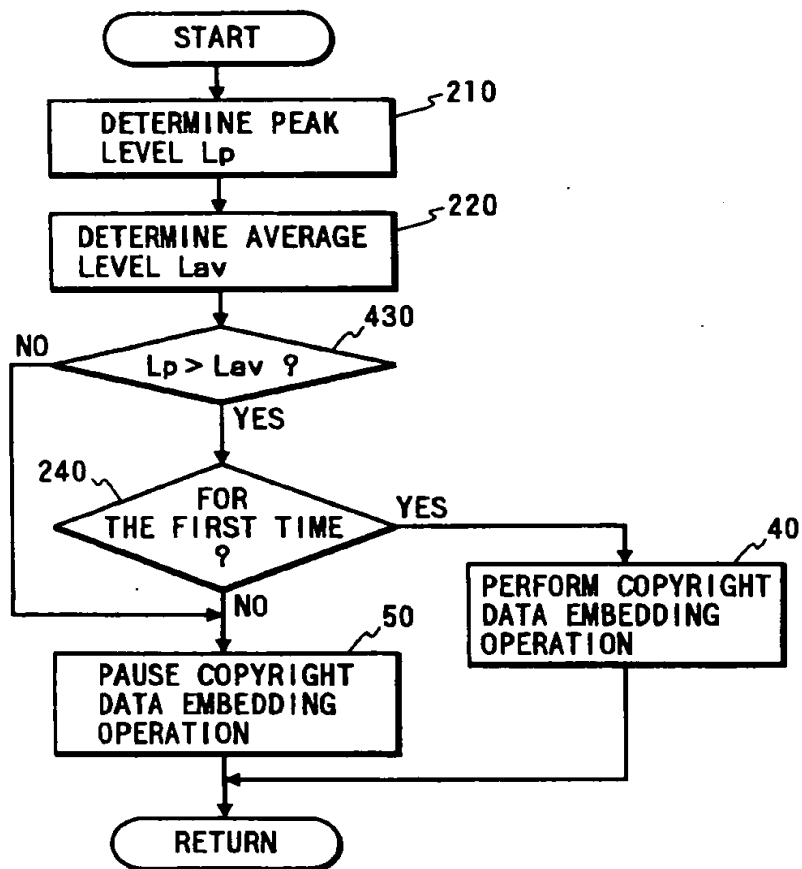 START
210
DETERMINE PEAK
LEVEL Lp
220
DETERMINE AVERAGE
LEVEL Lav
430
NO
Lp > Lav ?
YES
240
FOR
THE FIRST TIME
?
YES
40
NO
PERFORM COPYRIGHT
DATA EMBEDDING
OPERATION
50
PAUSE COPYRIGHT
DATA EMBEDDING
OPERATION
RETURN